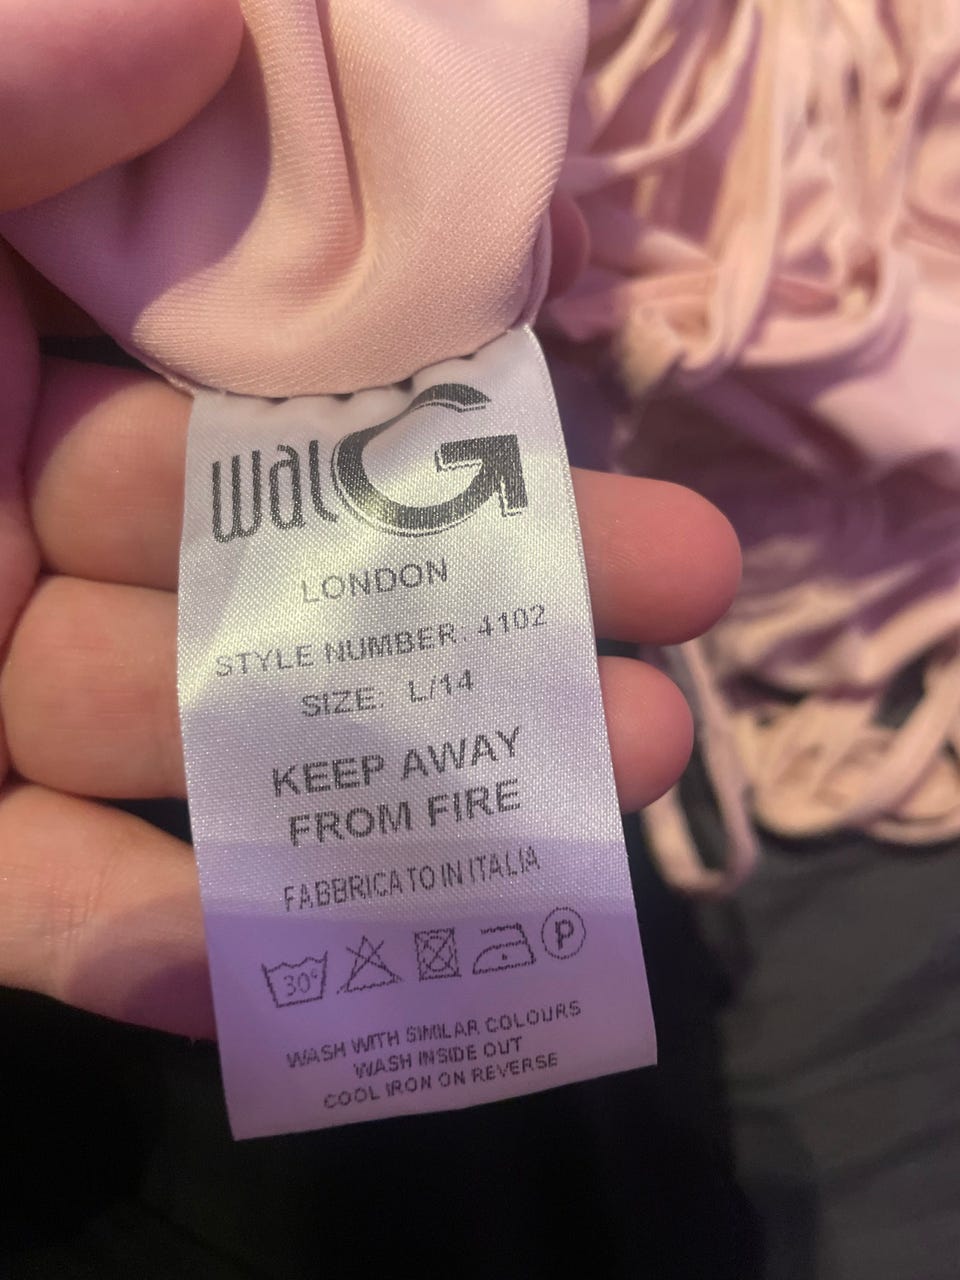 walG
LONDON
STYLE NUMBER: 4102
SIZE: L/14
KEEP AWAY
FROM FIRE
FABBRICATO IN ITALIA
30° P
WASH WITH SIMILAR COLOURS
WASH INSIDE OUT
COOL IRON ON REVERSE